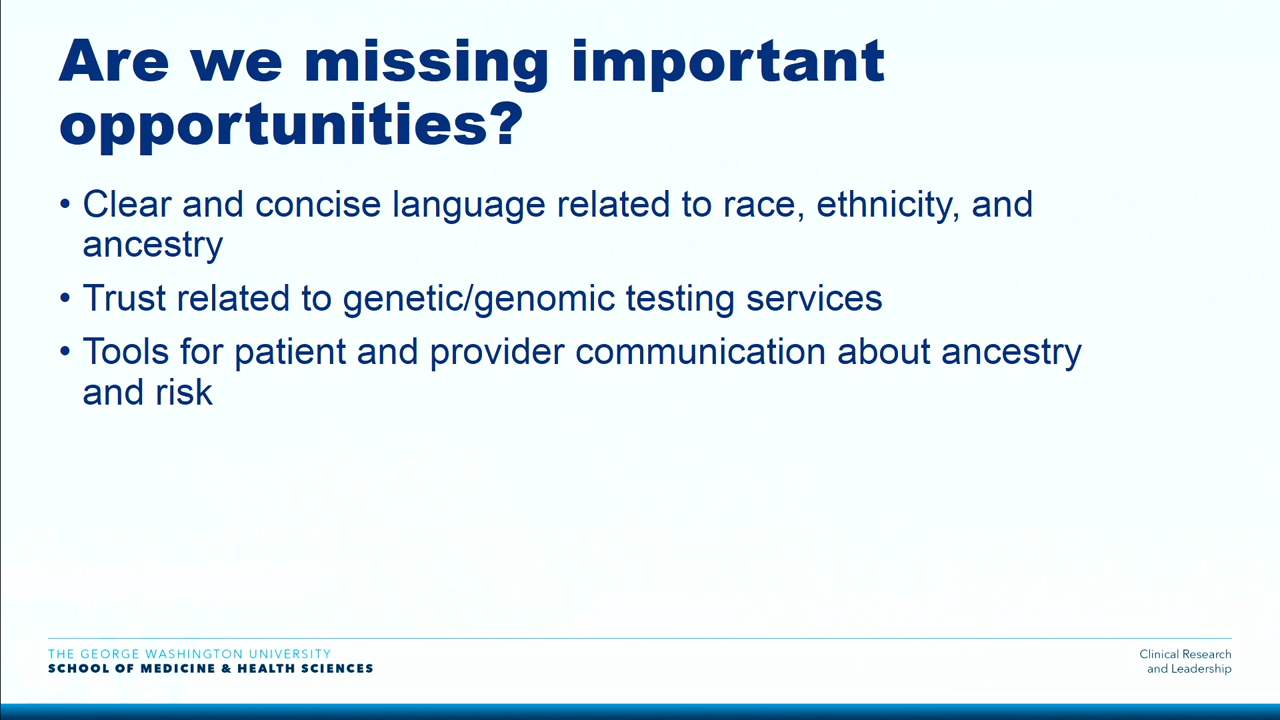 Are we missing important
opportunities?
• Clear and concise language related to race, ethnicity, and
ancestry
• Trust related to genetic/genomic testing services
• Tools for patient and provider communication about ancestry
and risk
THE GEORGE WASHINGTON UNIVERSITY
SCHOOL OF MEDICINE & HEALTH SCIENCES
Clinical Research
and Leadership